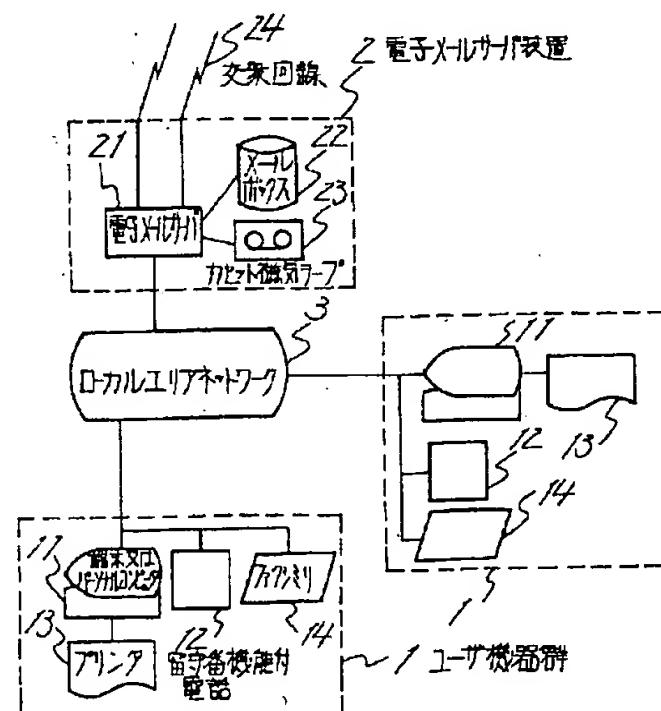 24
交換回線
2 電子メールサーバ装置
21
22
メール
ボックス
23
電子メールサーバ
カセット磁気テープ
3
ローカルエリアネットワーク
11
12
13
14
1
11
端末又は
パーソナルコンピュータ
ファクシミリ
13
12
14
プリンタ
留守番機能付
電話
1 ユーザ機器群